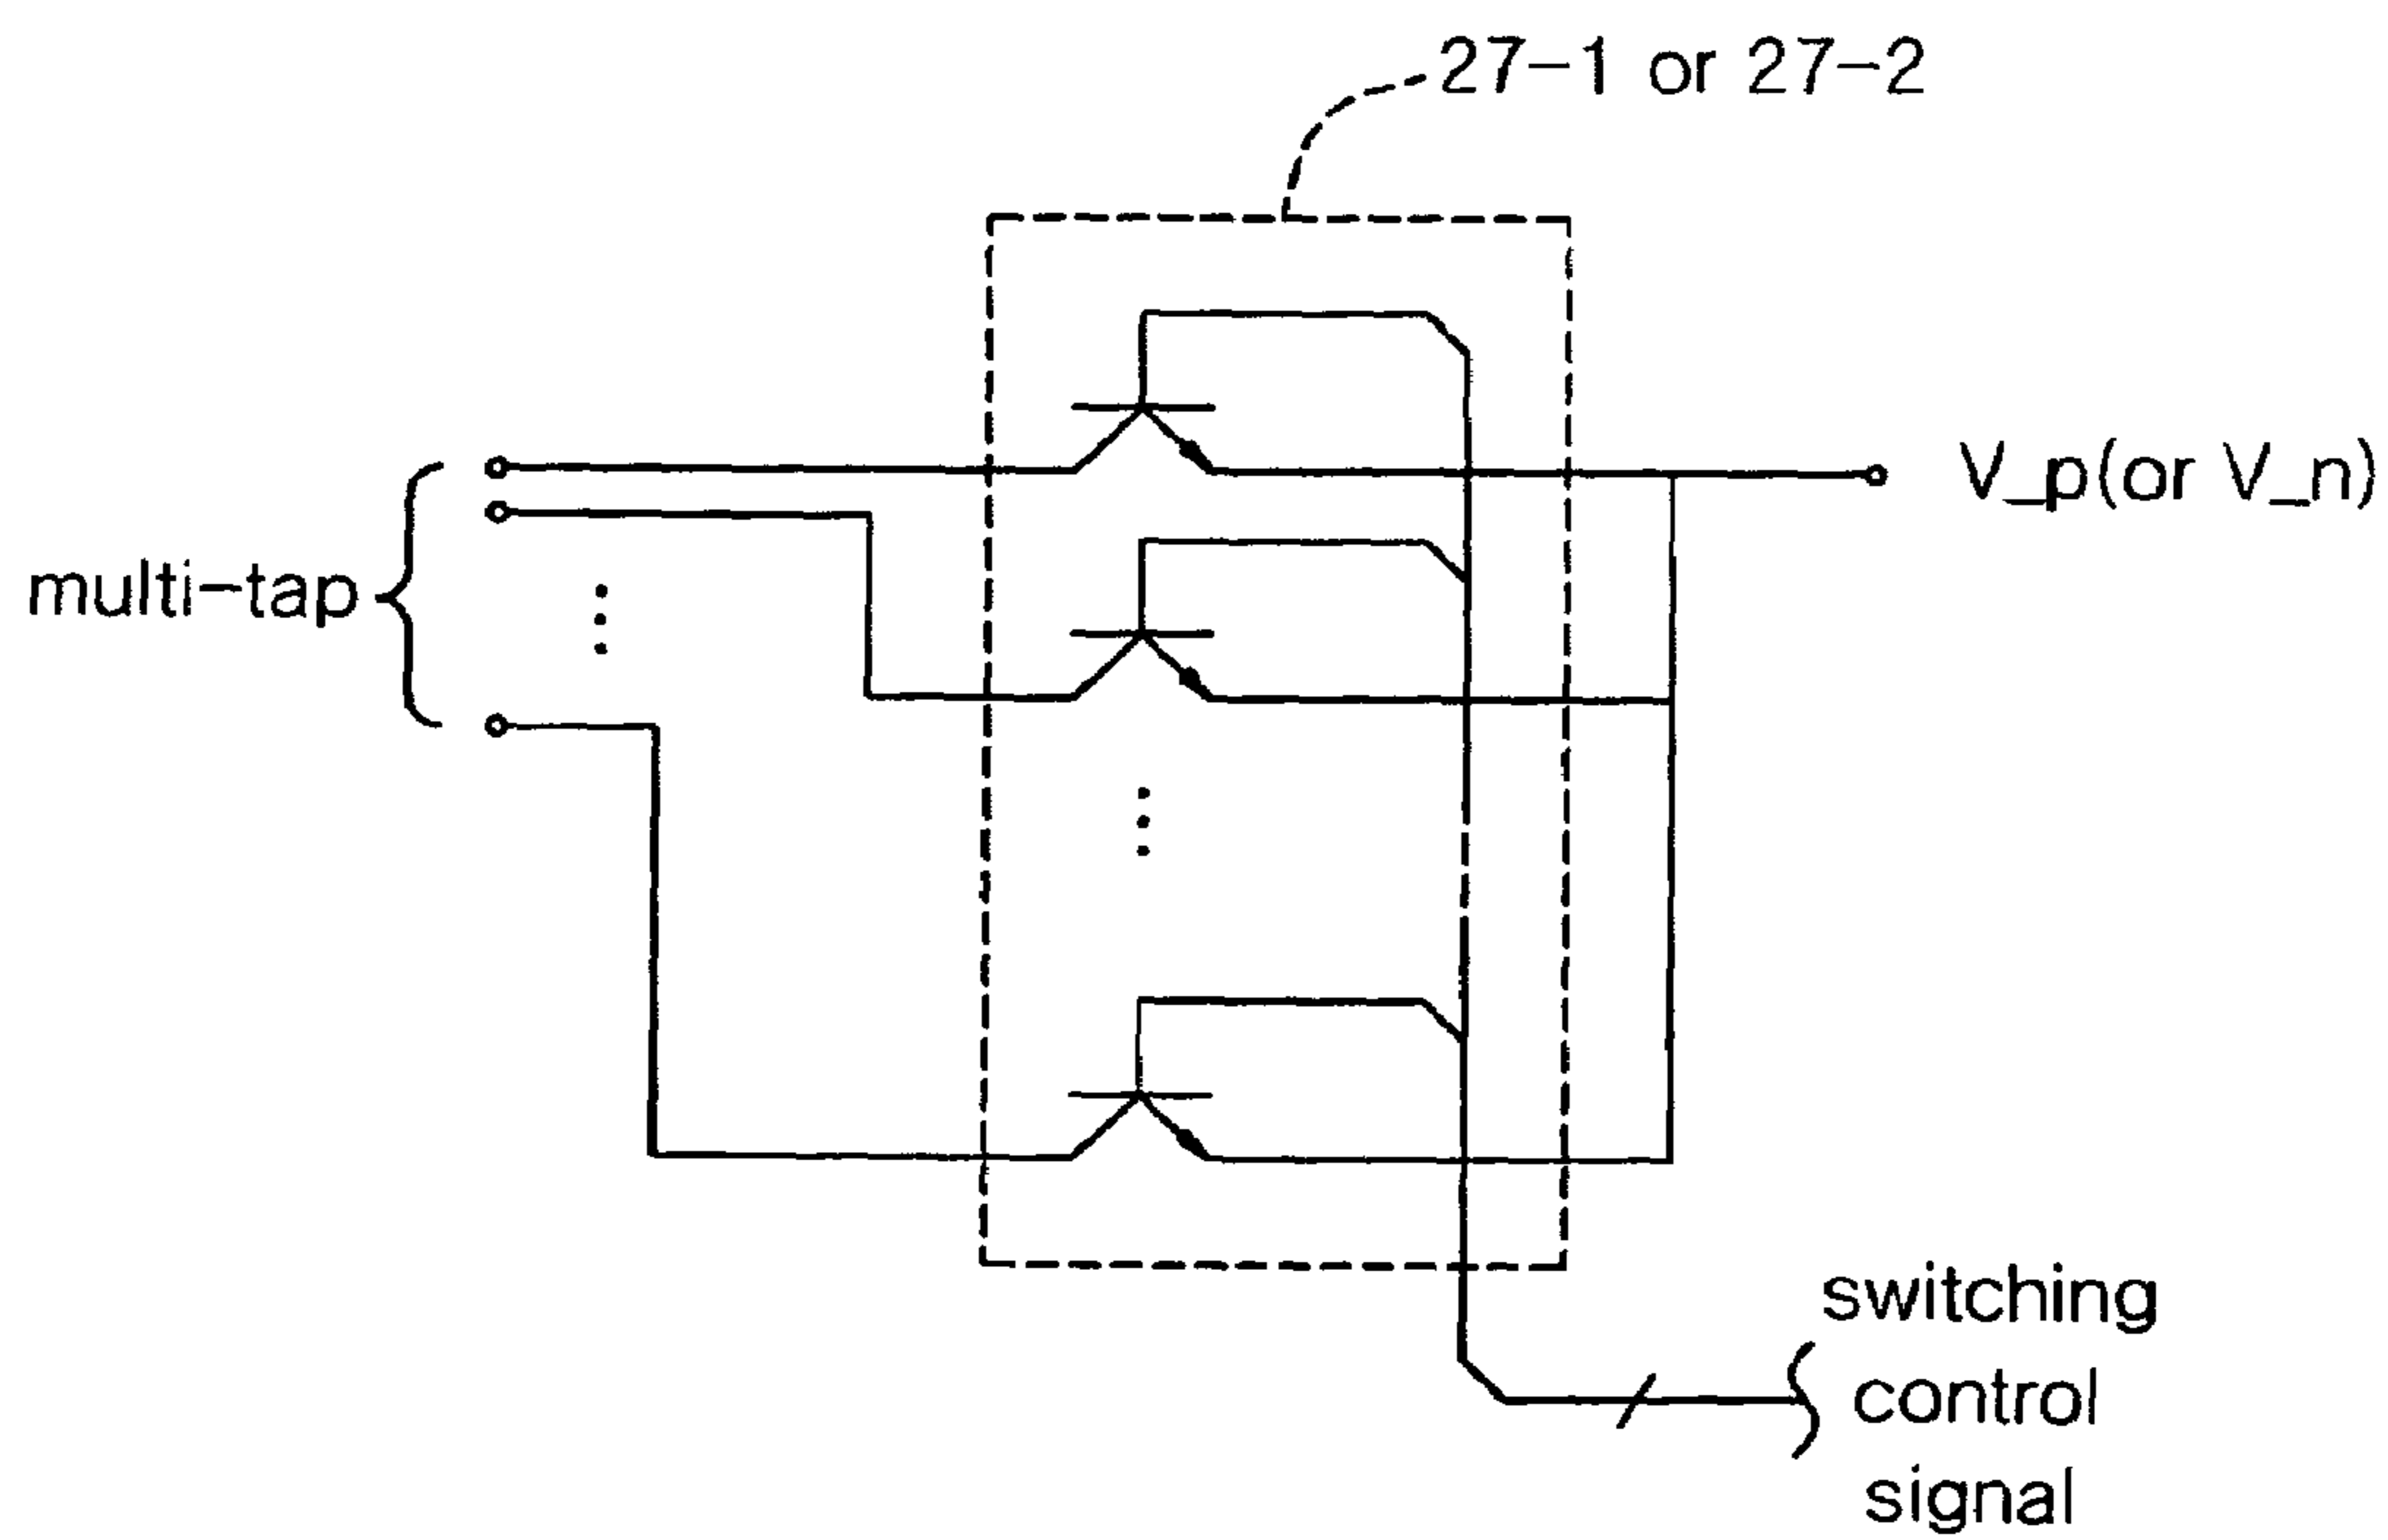 27-1 or 27-2
V_p(or V_n)
multi-tap
switching
control
signal